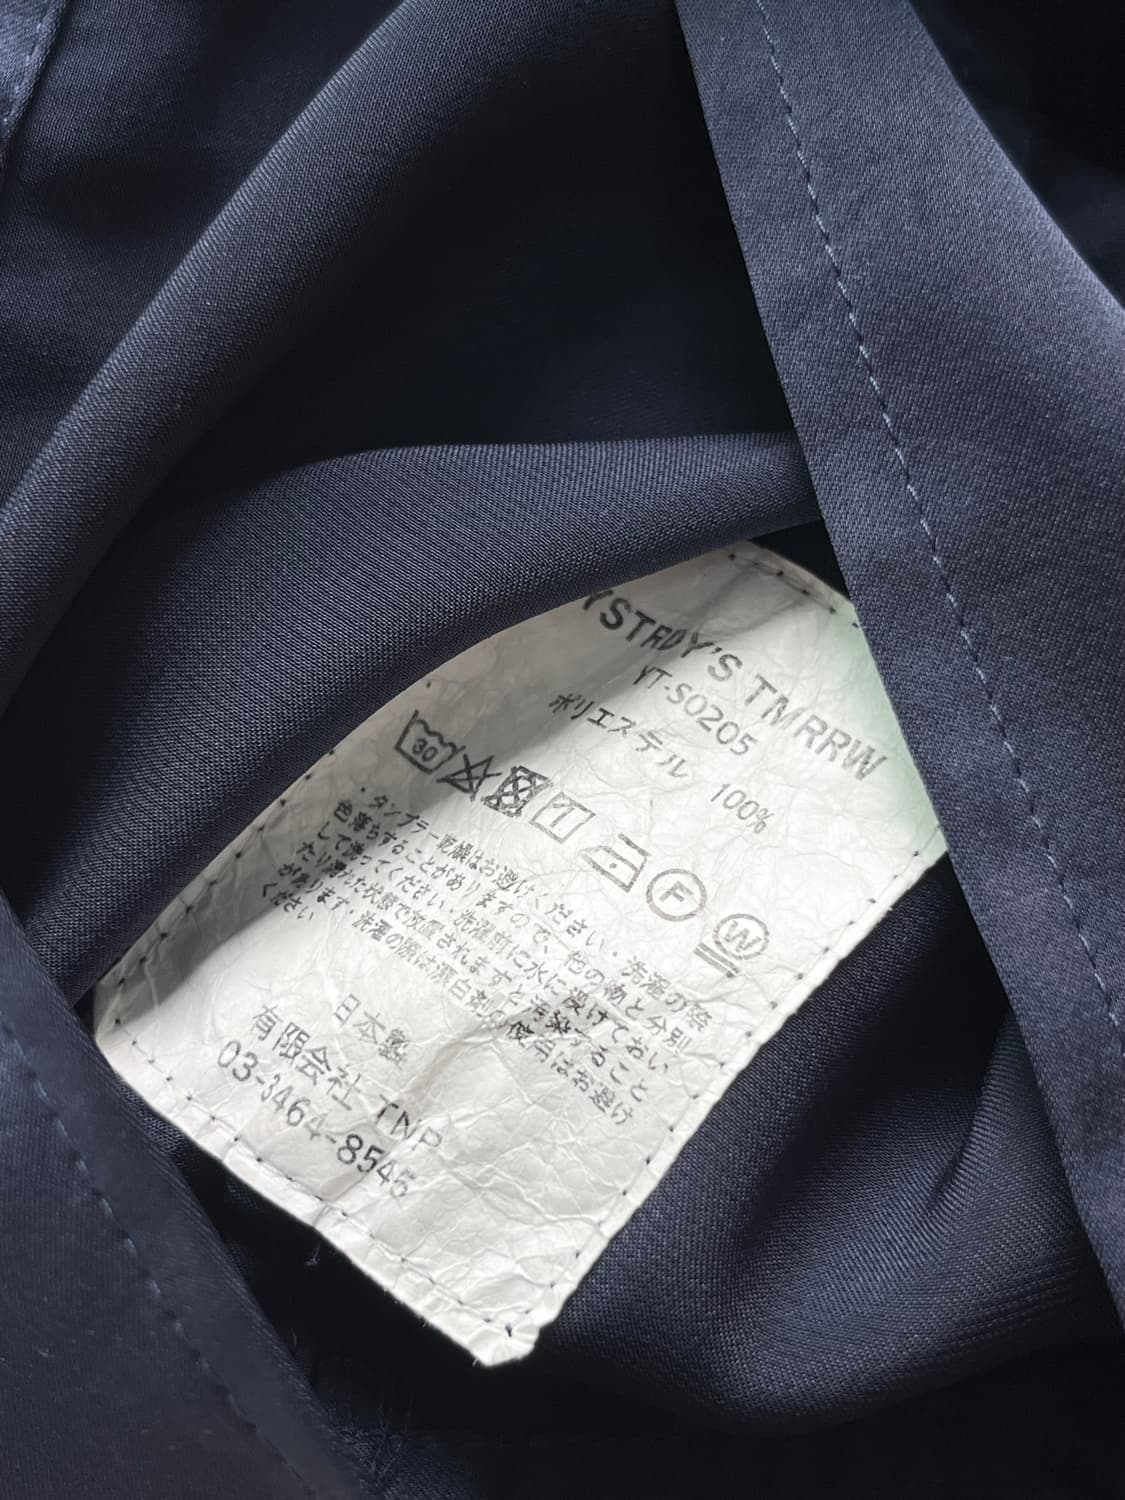 YSTRDY'S TMRRW
YT-S0205
ポリエステル 100%
30
F
W
・タンブラー乾燥はお避けください。・洗濯の際
色落ちすることがありますので、他の物と分別
して洗ってください。・洗濯前に水に浸けておい
たり濡れた状態で放置されますと汚染すること
があります・洗濯の際は漂白剤の使用はお避け
ください
日本製
有限会社 TNP
03-3464-8545